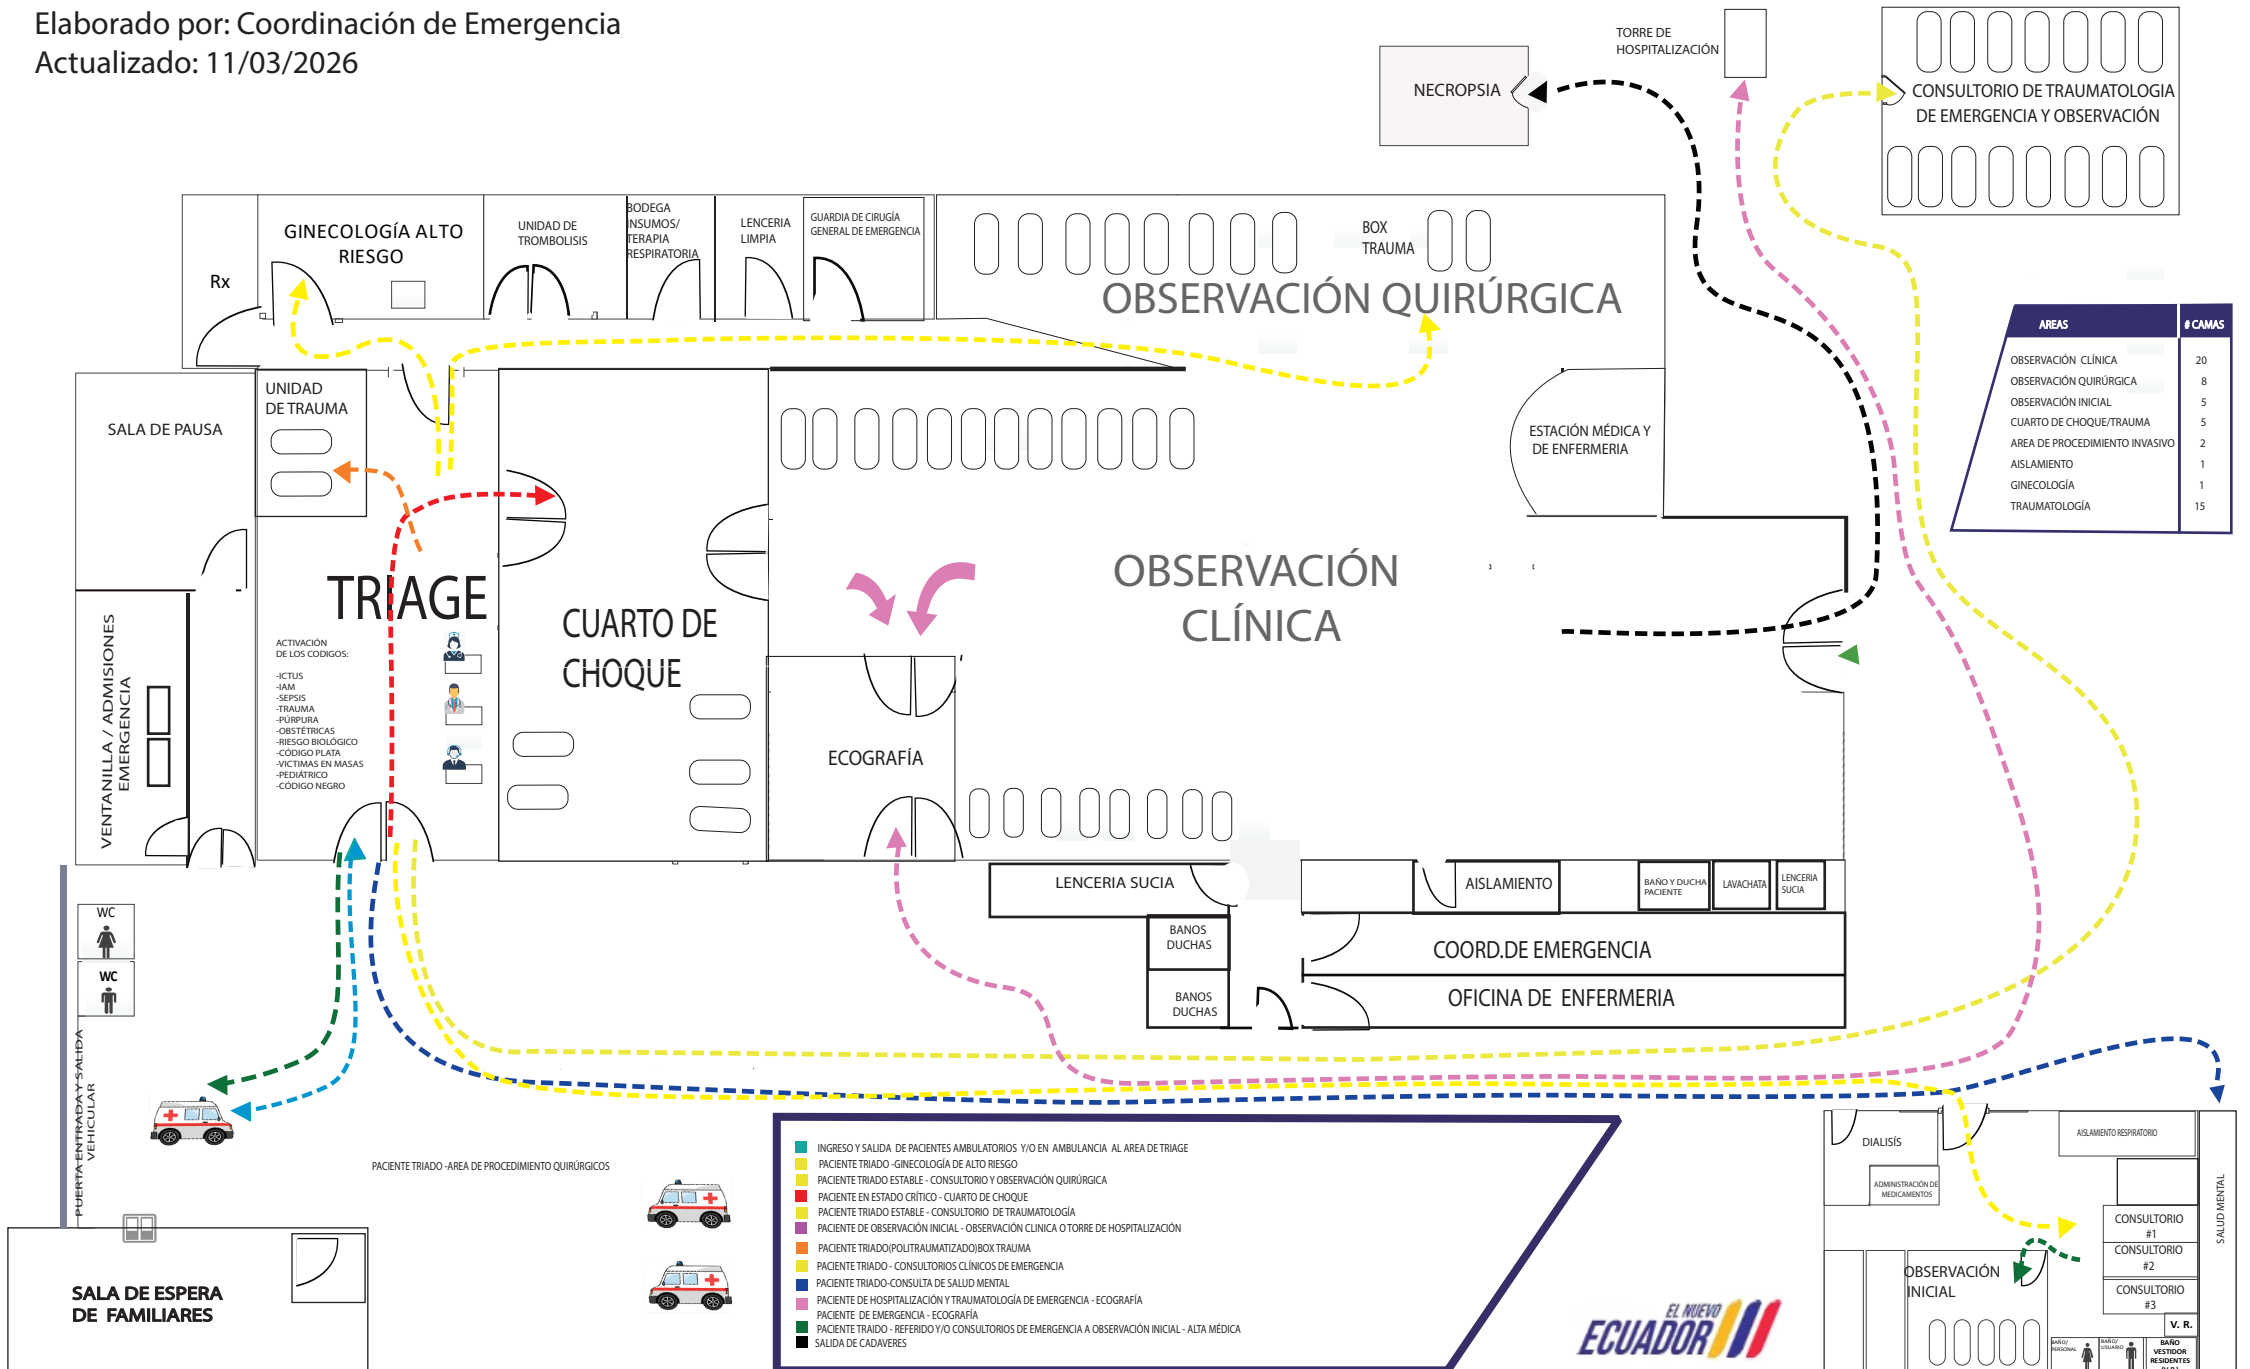 Elaborado por: Coordinación de Emergencia
Actualizado: 11/03/2026
NECROPSIA
TORRE DE
HOSPITALIZACIÓN
CONSULTORIO DE TRAUMATOLOGIA
DE EMERGENCIA Y OBSERVACIÓN
Rx
GINECOLOGÍA ALTO
RIESGO
UNIDAD DE
TROMBOLISIS
BODEGA
INSUMOS/
TERAPIA
RESPIRATORIA
LENCERIA
LIMPIA
GUARDIA DE CIRUGÍA
GENERAL DE EMERGENCIA
BOX
TRAUMA
OBSERVACIÓN QUIRÚRGICA
AREAS # CAMAS
OBSERVACIÓN CLÍNICA 20
OBSERVACIÓN QUIRÚRGICA 8
OBSERVACIÓN INICIAL 5
CUARTO DE CHOQUE/TRAUMA 5
AREA DE PROCEDIMIENTO INVASIVO 2
AISLAMIENTO 1
GINECOLOGÍA 1
TRAUMATOLOGÍA 15
SALA DE PAUSA
UNIDAD
DE TRAUMA
ESTACIÓN MÉDICA Y
DE ENFERMERIA
TRIAGE
CUARTO DE
CHOQUE
OBSERVACIÓN
CLÍNICA
ACTIVACIÓN
DE LOS CODIGOS:
-ICTUS
-IAM
-SEPSIS
-TRAUMA
-PÚRPURA
-OBSTÉTRICAS
-RIESGO BIOLÓGICO
-CÓDIGO PLATA
-VICTIMAS EN MASAS
-PEDIÁTRICO
-CÓDIGO NEGRO
VENTANILLA / ADMISIONES
EMERGENCIA
ECOGRAFÍA
LENCERIA SUCIA
AISLAMIENTO
BAÑO Y DUCHA
PACIENTE
LAVACHATA
LENCERIA
SUCIA
BANOS
DUCHAS
BANOS
DUCHAS
COORD.DE EMERGENCIA
OFICINA DE ENFERMERIA
WC
WC
PUERTA ENTRADA Y SALIDA
VEHICULAR
PACIENTE TRIADO -AREA DE PROCEDIMIENTO QUIRÚRGICOS
SALA DE ESPERA
DE FAMILIARES
INGRESO Y SALIDA DE PACIENTES AMBULATORIOS Y/O EN AMBULANCIA AL AREA DE TRIAGE
PACIENTE TRIADO -GINECOLOGÍA DE ALTO RIESGO
PACIENTE TRIADO ESTABLE - CONSULTORIO Y OBSERVACIÓN QUIRÚRGICA
PACIENTE EN ESTADO CRÍTICO - CUARTO DE CHOQUE
PACIENTE TRIADO ESTABLE - CONSULTORIO DE TRAUMATOLOGÍA
PACIENTE DE OBSERVACIÓN INICIAL - OBSERVACIÓN CLINICA O TORRE DE HOSPITALIZACIÓN
PACIENTE TRIADO(POLITRAUMATIZADO)BOX TRAUMA
PACIENTE TRIADO - CONSULTORIOS CLÍNICOS DE EMERGENCIA
PACIENTE TRIADO-CONSULTA DE SALUD MENTAL
PACIENTE DE HOSPITALIZACIÓN Y TRAUMATOLOGÍA DE EMERGENCIA - ECOGRAFÍA
PACIENTE DE EMERGENCIA - ECOGRAFÍA
PACIENTE TRAIDO - REFERIDO Y/O CONSULTORIOS DE EMERGENCIA A OBSERVACIÓN INICIAL - ALTA MÉDICA
SALIDA DE CADAVERES
EL NUEVO
ECUADOR
DIALISÍS
ADMINISTRACIÓN DE
MEDICAMENTOS
AISLAMIENTO RESPIRATORIO
SALUD MENTAL
CONSULTORIO
#1
CONSULTORIO
#2
CONSULTORIO
#3
OBSERVACIÓN
INICIAL
V. R.
BAÑO/
PERSONAL
BAÑO/
USUARIO
BAÑO
VESTIDOR
RESIDENTES